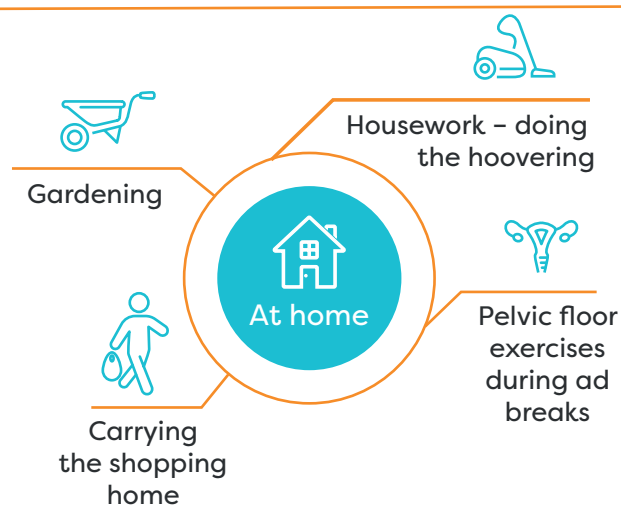 Housework – doing
the hoovering
Gardening
At home
Pelvic floor
exercises
during ad
breaks
Carrying
the shopping
home